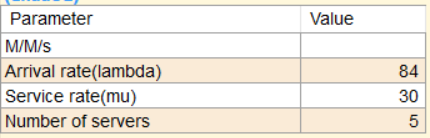 Parameter Value
M/M/s
Arrival rate(lambda) 84
Service rate(mu) 30
Number of servers 5